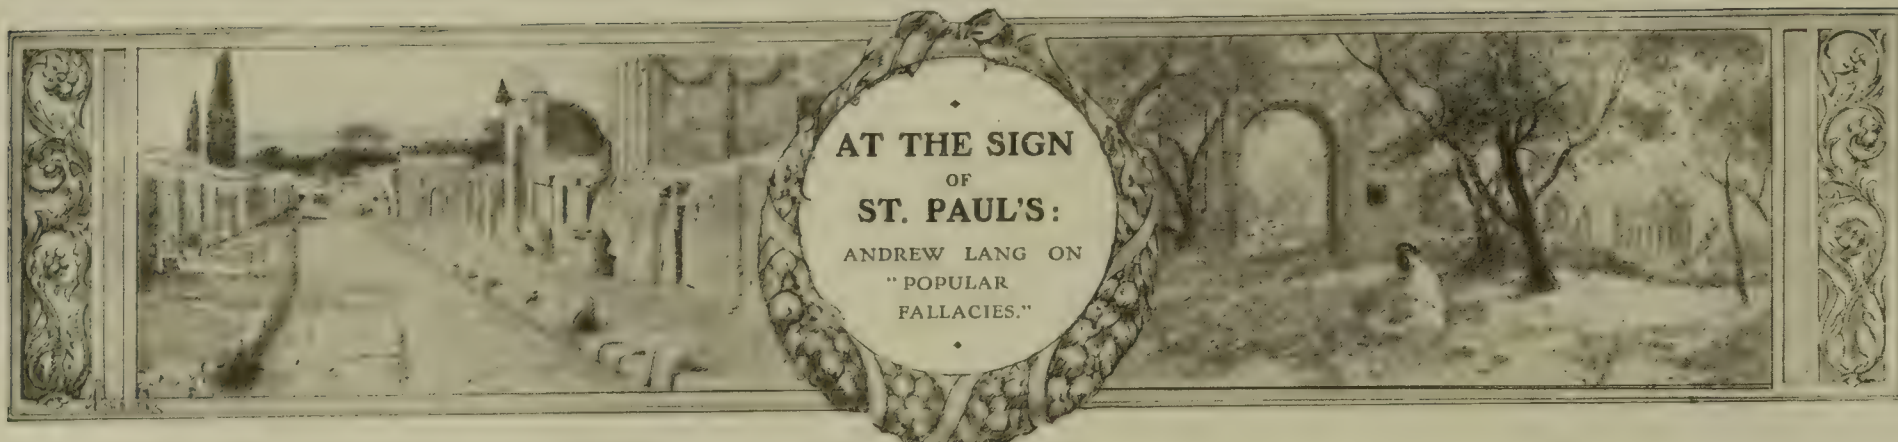 AT THE SIGN
OF
ST. PAUL'S:
ANDREW LANG ON
"POPULAR
FALLACIES."